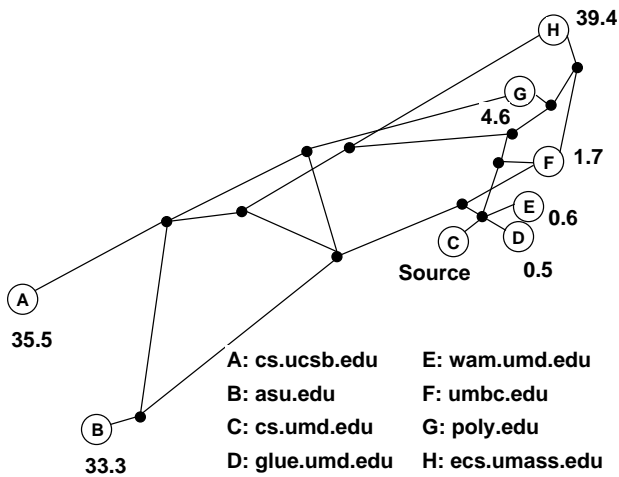 H 39.4
G
4.6
F 1.7
E
0.6
D
C
Source 0.5
A
35.5
B
33.3
A: cs.ucsb.edu E: wam.umd.edu
B: asu.edu F: umbc.edu
C: cs.umd.edu G: poly.edu
D: glue.umd.edu H: ecs.umass.edu